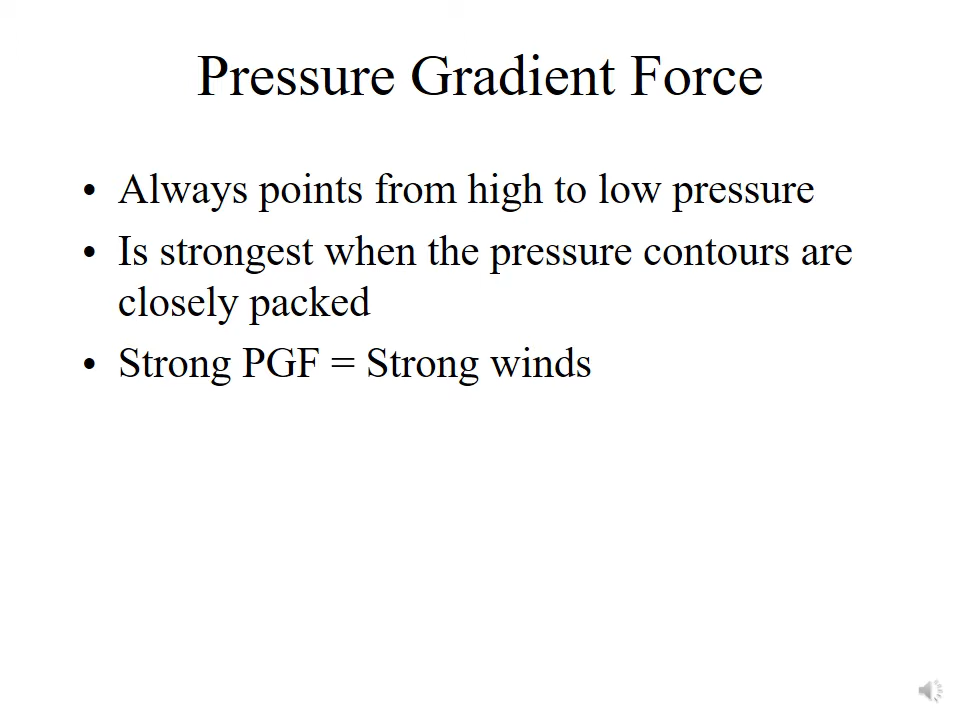 Pressure Gradient Force
• Always points from high to low pressure
• Is strongest when the pressure contours are
closely packed
• Strong PGF = Strong winds